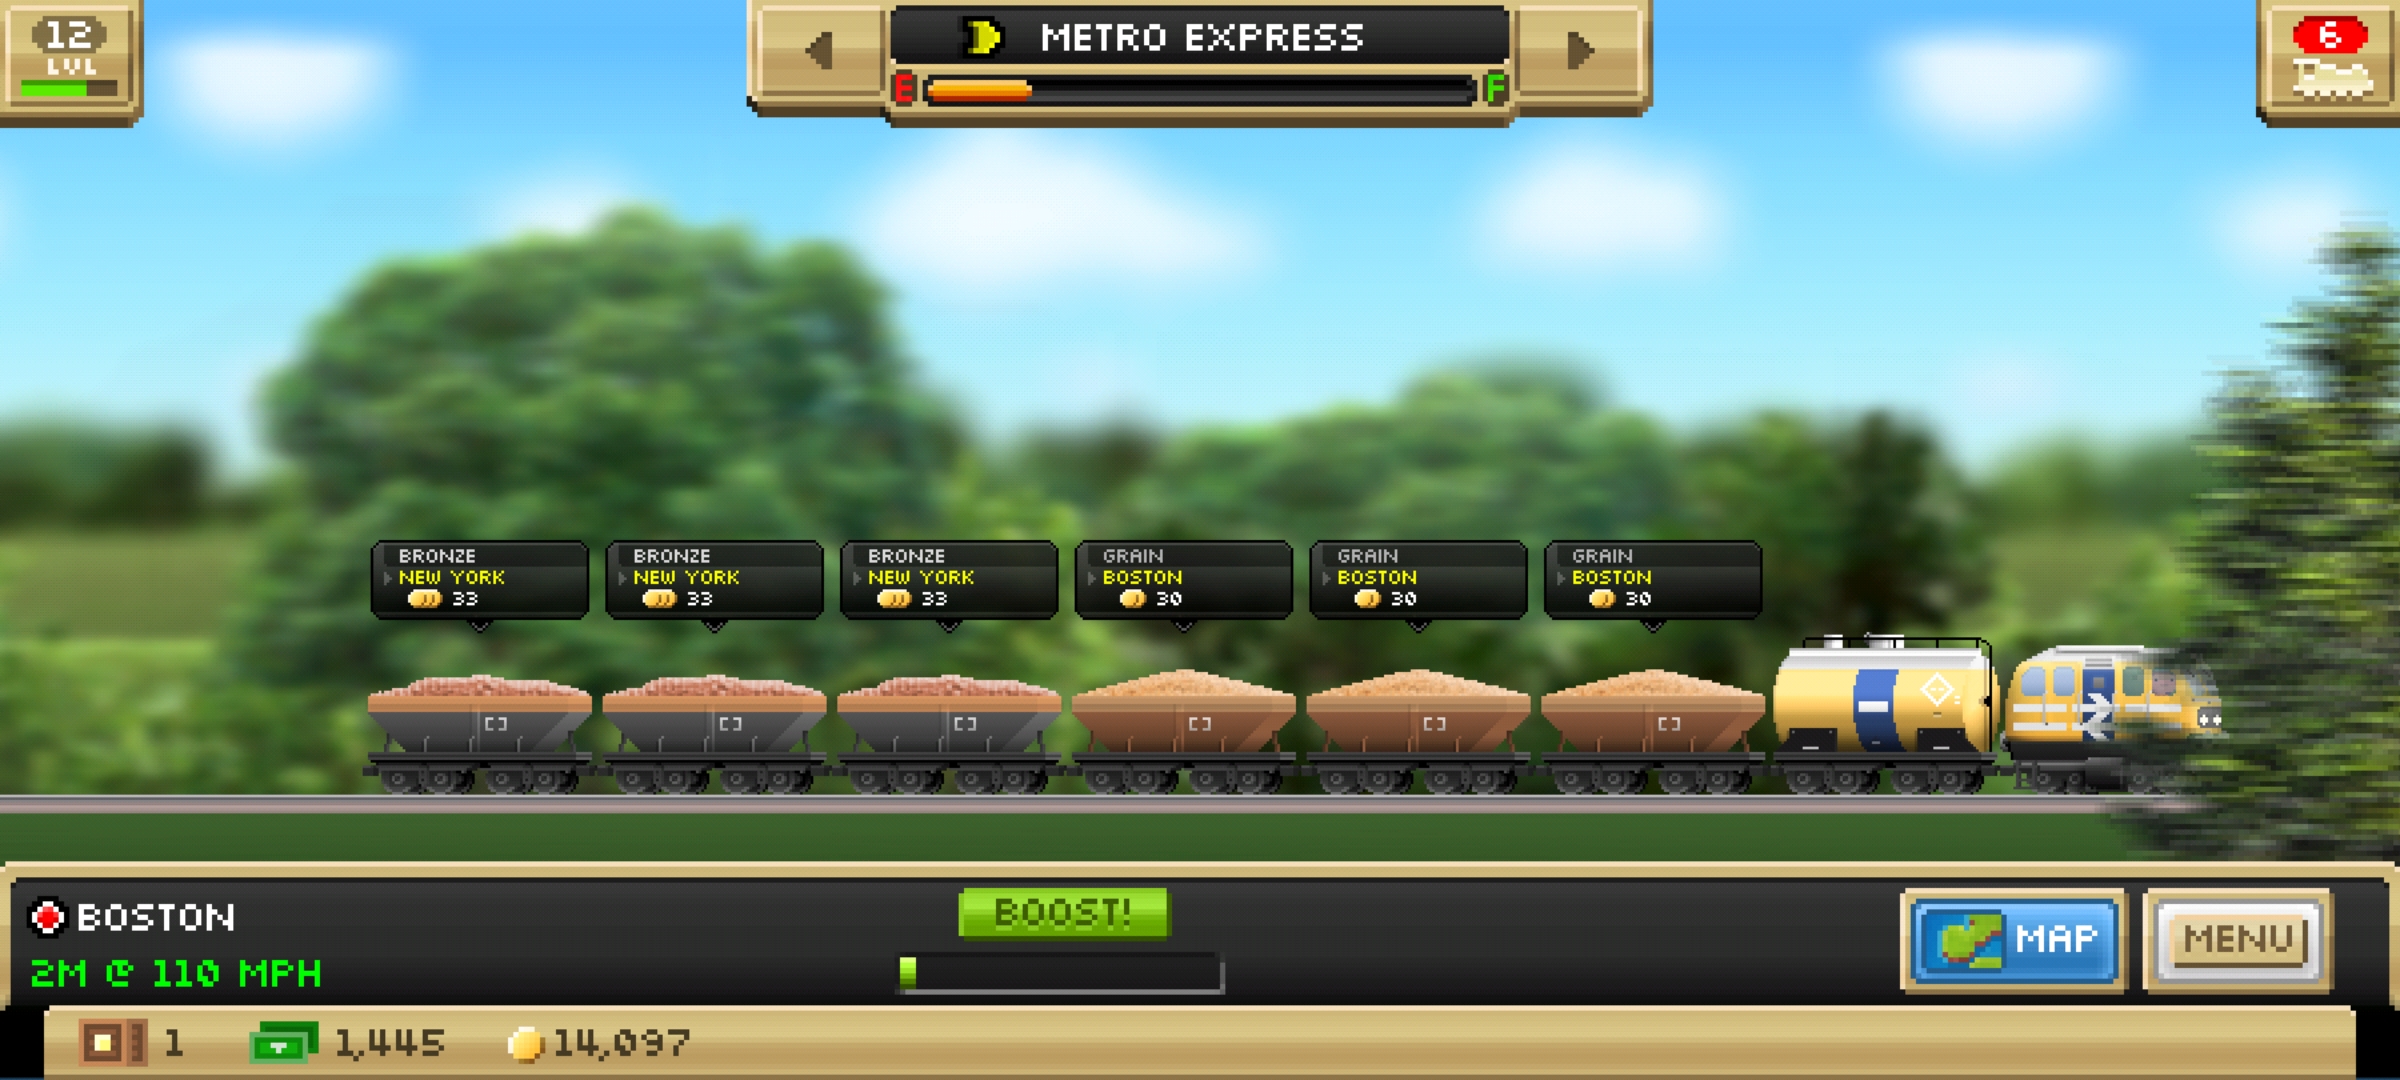 12
LVL
METRO EXPRESS
E F
6
BRONZE
NEW YORK
33
BRONZE
NEW YORK
33
BRONZE
NEW YORK
33
GRAIN
BOSTON
30
GRAIN
BOSTON
30
GRAIN
BOSTON
30
BOSTON
2M @ 110 MPH
BOOST!
MAP
MENU
1
1,445
14,097